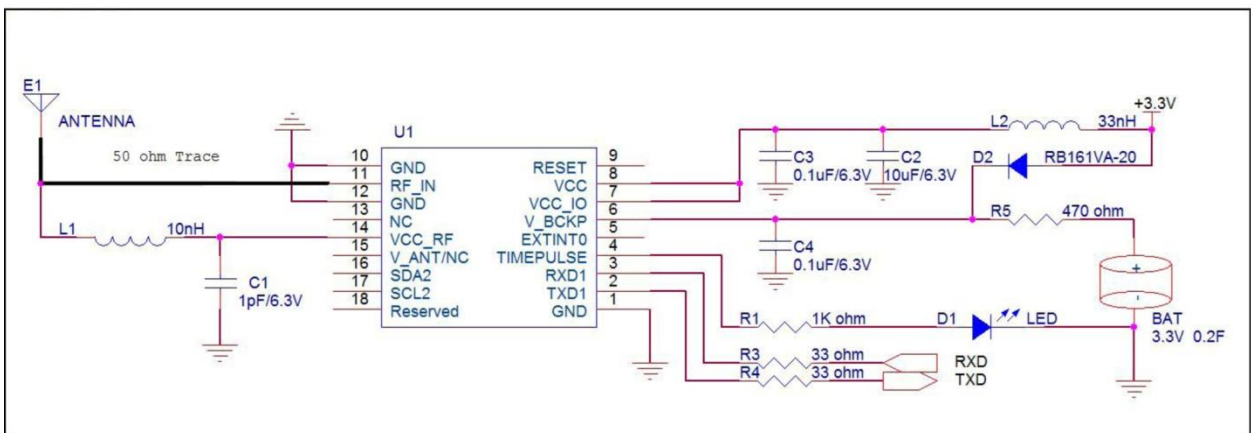 E1
ANTENNA
50 ohm Trace
L1
10nH
C1
1pF/6.3V
U1
10
11
12
13
14
15
16
17
18
GND
RF_IN
GND
NC
VCC_RF
V_ANT/NC
SDA2
SCL2
Reserved
RESET
VCC
VCC_IO
V_BCKP
EXTINT0
TIMEPULSE
RXD1
TXD1
GND
9
8
7
6
5
4
3
2
1
+3.3V
L2
33nH
C3
0.1uF/6.3V
C2
10uF/6.3V
D2
RB161VA-20
C4
0.1uF/6.3V
R5
470 ohm
+
-
BAT
3.3V 0.2F
R1
1K ohm
D1
LED
R3
33 ohm
RXD
R4
33 ohm
TXD